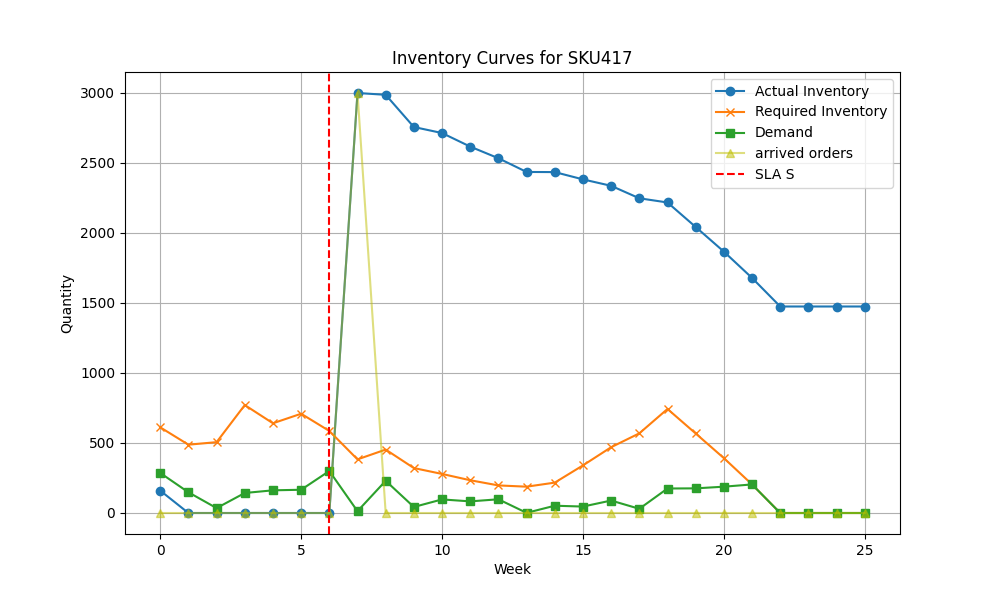 Inventory Curves for SKU417
Actual Inventory
Required Inventory
Demand
arrived orders
SLA S
Quantity
3000
2500
2000
1500
1000
500
0
0 5 10 15 20 25
Week